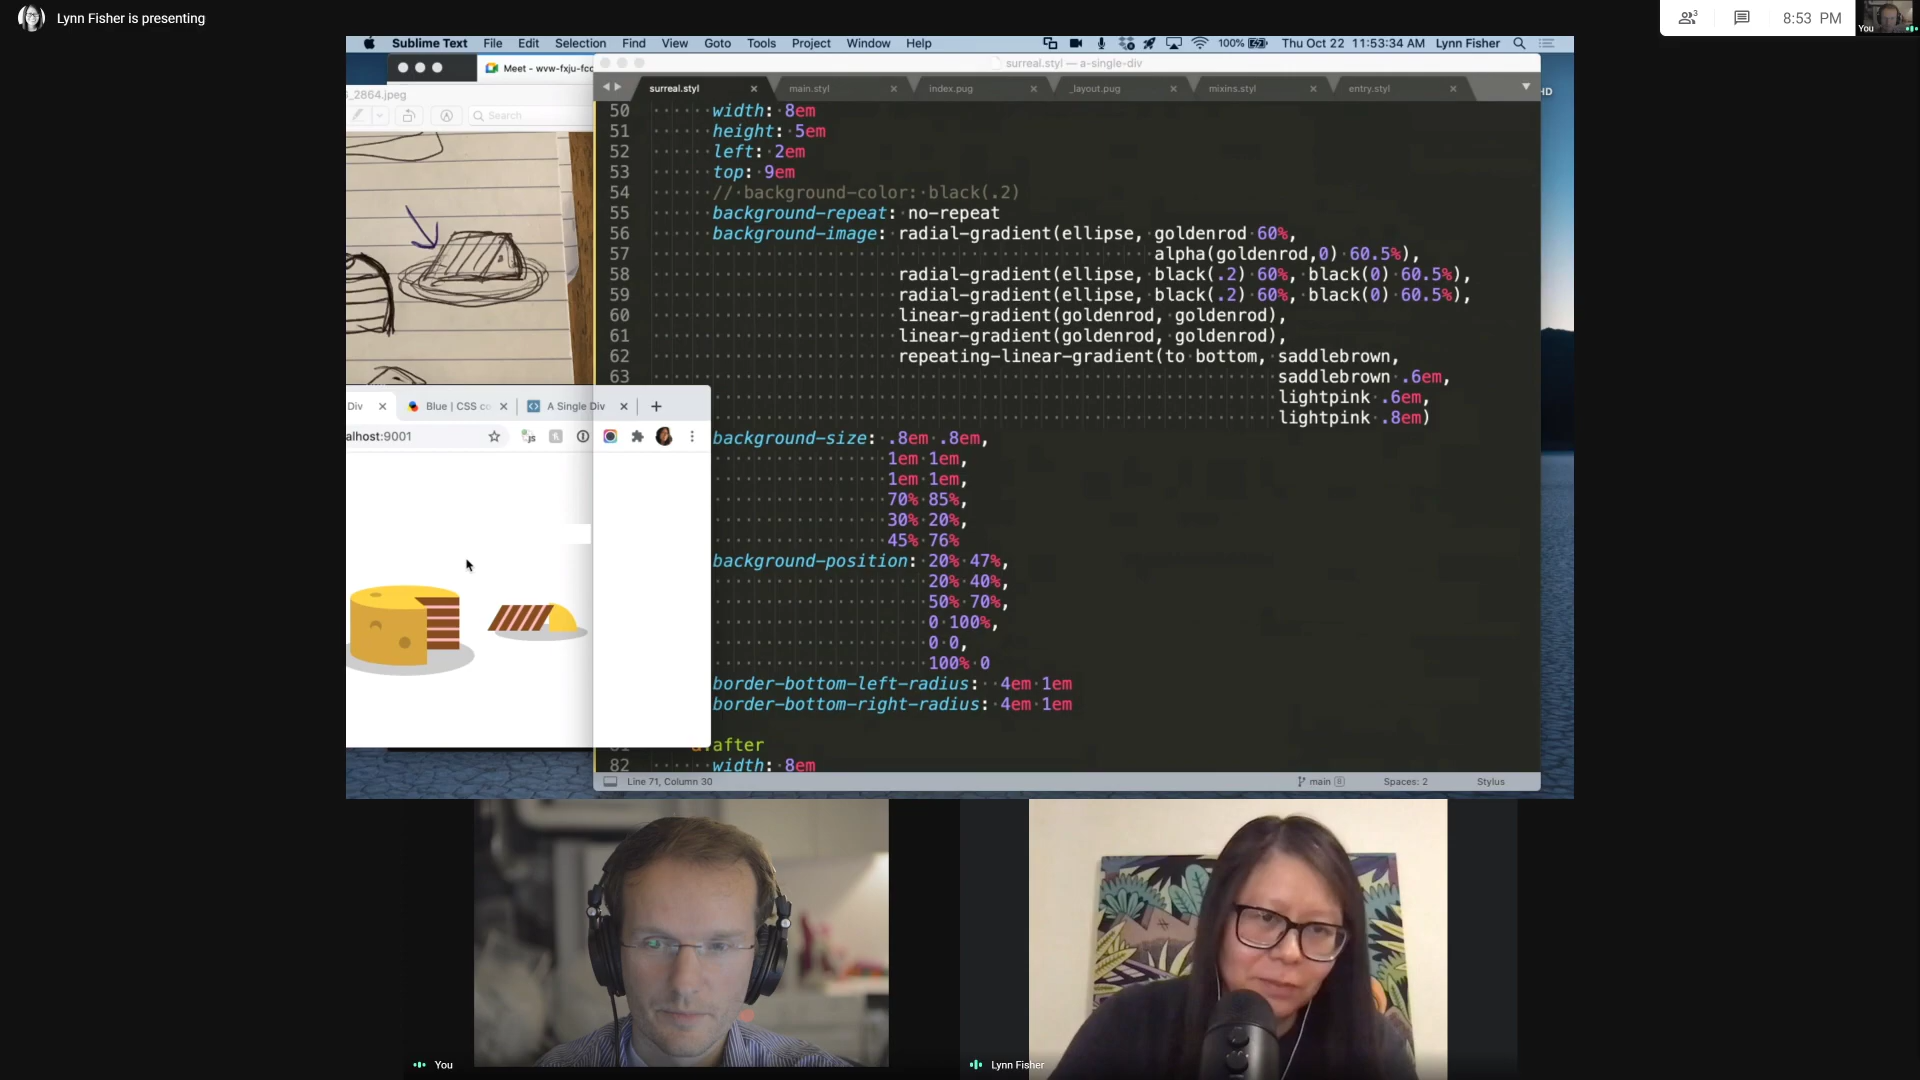 Lynn Fisher is presenting
3
8:53 PM
You
Sublime Text File Edit Selection Find View Goto Tools Project Window Help
100%
Thu Oct 22 11:53:34 AM Lynn Fisher
Meet - wvw-fxju-fcc
surreal.styl — a-single-div
_2864.jpeg
surreal.styl
main.styl
index.pug
_layout.pug
mixins.styl
entry.styl
HD
Search
50 width: 8em
51 height: 5em
52 left: 2em
53 top: 9em
54 // background-color: black(.2)
55 background-repeat: no-repeat
56 background-image: radial-gradient(ellipse, goldenrod 60%,
57 alpha(goldenrod,0) 60.5%),
58 radial-gradient(ellipse, black(.2) 60%, black(0) 60.5%),
59 radial-gradient(ellipse, black(.2) 60%, black(0) 60.5%),
60 linear-gradient(goldenrod, goldenrod),
61 linear-gradient(goldenrod, goldenrod),
62 repeating-linear-gradient(to bottom, saddlebrown,
63 saddlebrown .6em,
lightpink .6em,
lightpink .8em)
Div
Blue | CSS co
A Single Div
alhost:9001
background-size: .8em .8em,
1em 1em,
1em 1em,
70% 85%,
30% 20%,
45% 76%
background-position: 20% 47%,
20% 40%,
50% 70%,
0 100%,
0 0,
100% 0
border-bottom-left-radius: 4em 1em
border-bottom-right-radius: 4em 1em
after
82 width: 8em
Line 71, Column 30
main 8
Spaces: 2
Stylus
You
Lynn Fisher